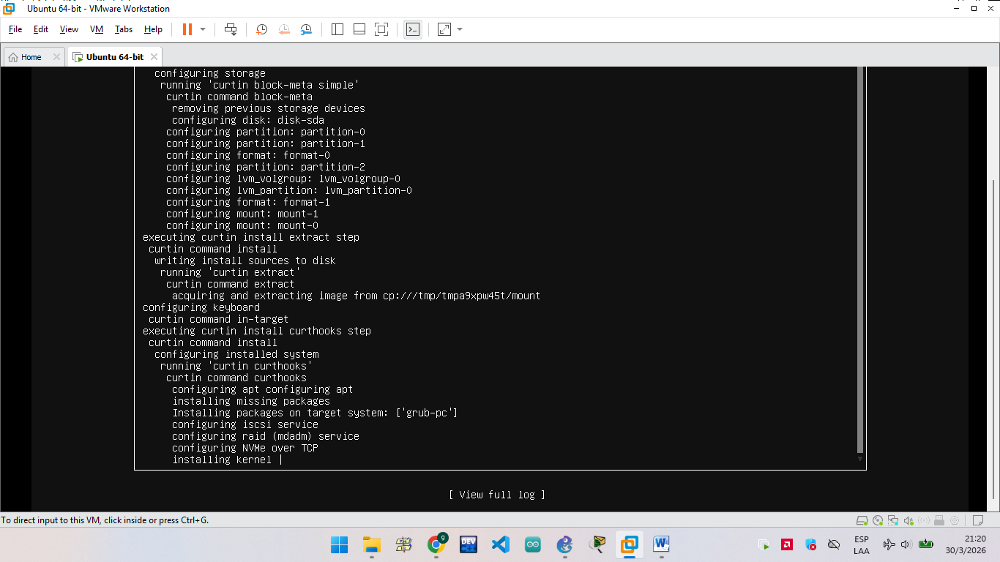 Ubuntu 64-bit - VMware Workstation
File Edit View VM Tabs Help
Home Ubuntu 64-bit
configuring storage
running 'curtin block-meta simple'
curtin command block-meta
removing previous storage devices
configuring disk: disk-sda
configuring partition: partition-0
configuring partition: partition-1
configuring format: format-0
configuring partition: partition-2
configuring lvm_volgroup: lvm_volgroup-0
configuring lvm_partition: lvm_partition-0
configuring format: format-1
configuring mount: mount-1
configuring mount: mount-0
executing curtin install extract step
curtin command install
writing install sources to disk
running 'curtin extract'
curtin command extract
acquiring and extracting image from cp:///tmp/tmpa9xpw45t/mount
configuring keyboard
curtin command in-target
executing curtin install curthooks step
curtin command install
configuring installed system
running 'curtin curthooks'
curtin command curthooks
configuring apt configuring apt
installing missing packages
Installing packages on target system: ['grub-pc']
configuring iscsi service
configuring raid (mdadm) service
configuring NVMe over TCP
installing kernel |
[ View full log ]
To direct input to this VM, click inside or press Ctrl+G.
g
DEV
W
ESP
LAA
21:20
30/3/2026